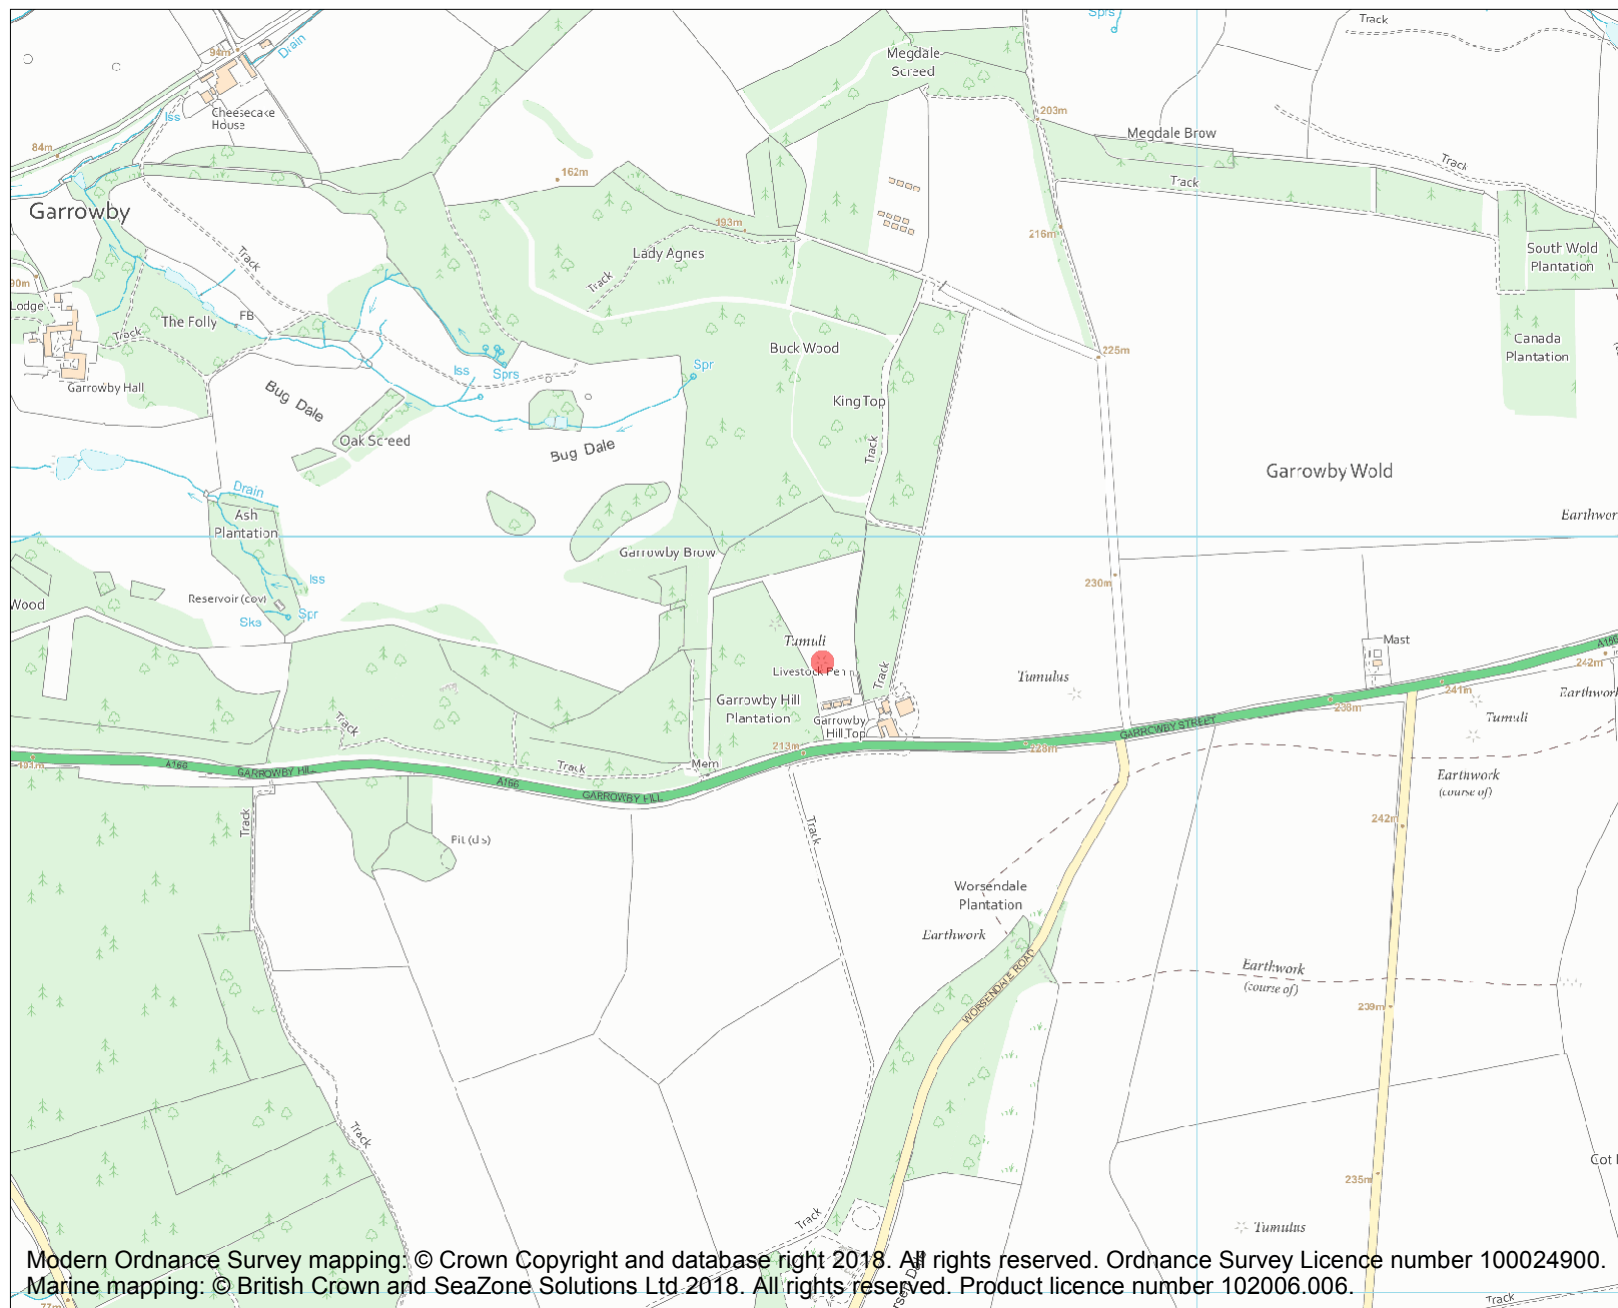 Sprs
Track
94m
Drain
Megdale
Screed
Iss
Cheesecake
House
203m
Megdale Brow
84m
Track
162m
Track
Garrowby
193m
216m
Lady Agnes
Track
South Wold
Plantation
90m
Track
Lodge
The Folly
FB
Track
Buck Wood
225m
Canada
Plantation
Iss
Sprs
Spr
Garrowby Hall
Bug Dale
King Top
Oak Screed
Bug Dale
Track
Garrowby Wold
Drain
Ash
Plantation
Earthwor
Garrowby Brow
Iss
230m
Wood
Reservoir (cov)
Spr
Sks
Tumuli
Mast
A166
Livestock Pen
Track
Tumulus
242m
241m
Earthwor
Garrowby Hill
Plantation
238m
Tumuli
Garrowby
Hill Top
GARROWBY STREET
Track
213m
228m
Mem
Track
A166
GARROWBY HILL
A166
GARROWBY HILL
Earthwork
(course of)
Track
Track
242m
Pit (dis)
Worsendale
Plantation
Earthwork
Earthwork
(course of)
WORSENDALE ROAD
239m
Track
Cot
235m
Track
Tumulus
Modern Ordnance Survey mapping: © Crown Copyright and database right 2018. All rights reserved. Ordnance Survey Licence number 100024900.
Marine mapping: © British Crown and SeaZone Solutions Ltd 2018. All rights reserved. Product licence number 102006.006.
77m
Track